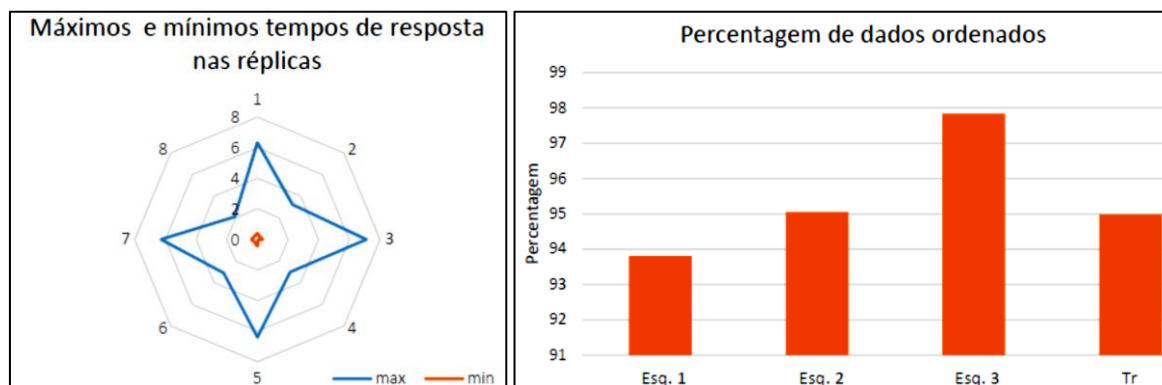 Máximos e mínimos tempos de resposta
nas réplicas
1
2
3
4
5
6
7
8
8
6
4
2
0
max
min
Percentagem de dados ordenados
Percentagem
99
98
97
96
95
94
93
92
91
Esq. 1
Esq. 2
Esq. 3
Tr